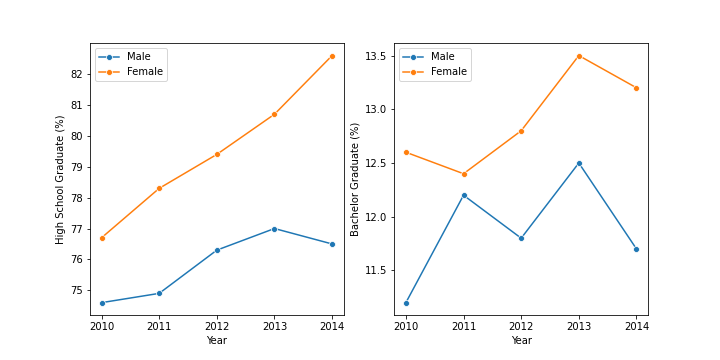 Male
Female
High School Graduate (%)
82
81
80
79
78
77
76
75
2010 2011 2012 2013 2014
Year
Male
Female
Bachelor Graduate (%)
13.5
13.0
12.5
12.0
11.5
2010 2011 2012 2013 2014
Year